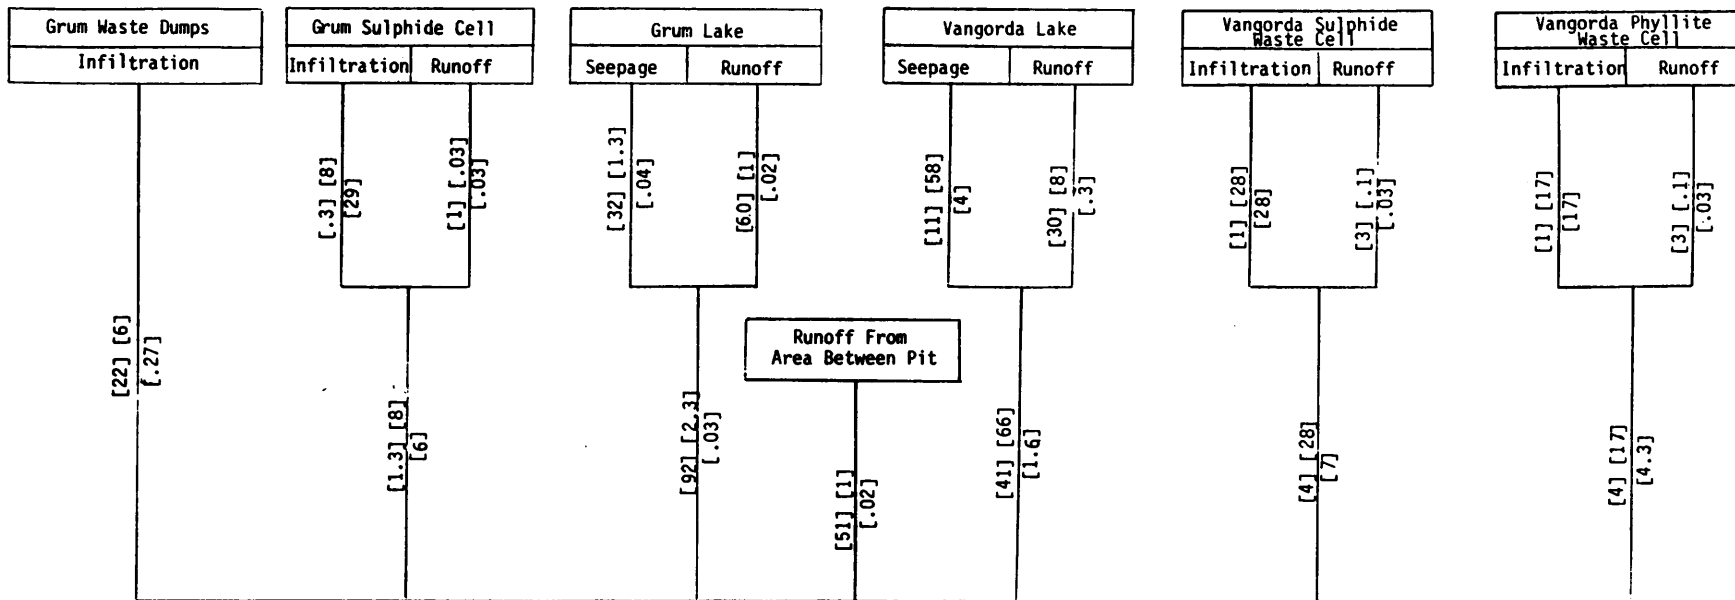 Grum Waste Dumps
Infiltration
Grum Sulphide Cell
Infiltration
Runoff
Grum Lake
Seepage
Runoff
Vangorda Lake
Seepage
Runoff
Vangorda Sulphide
Waste Cell
Infiltration
Runoff
Vangorda Phyllite
Waste Cell
Infiltration
Runoff
[.3] [8]
[29]
[1] [.03]
[.03]
[32] [1.3]
[.04]
[60] [1]
[.02]
[11] [58]
[4]
[30] [8]
[.3]
[1] [28]
[28]
[3] [.1]
[.03]
[1] [17]
[17]
[3] [.1]
[.03]
[22] [6]
[.27]
Runoff From
Area Between Pit
[1.3] [8]
[6]
[92] [2.3]
[.03]
[51] [1]
[.02]
[41] [66]
[1.6]
[4] [28]
[7]
[4] [17]
[4.3]